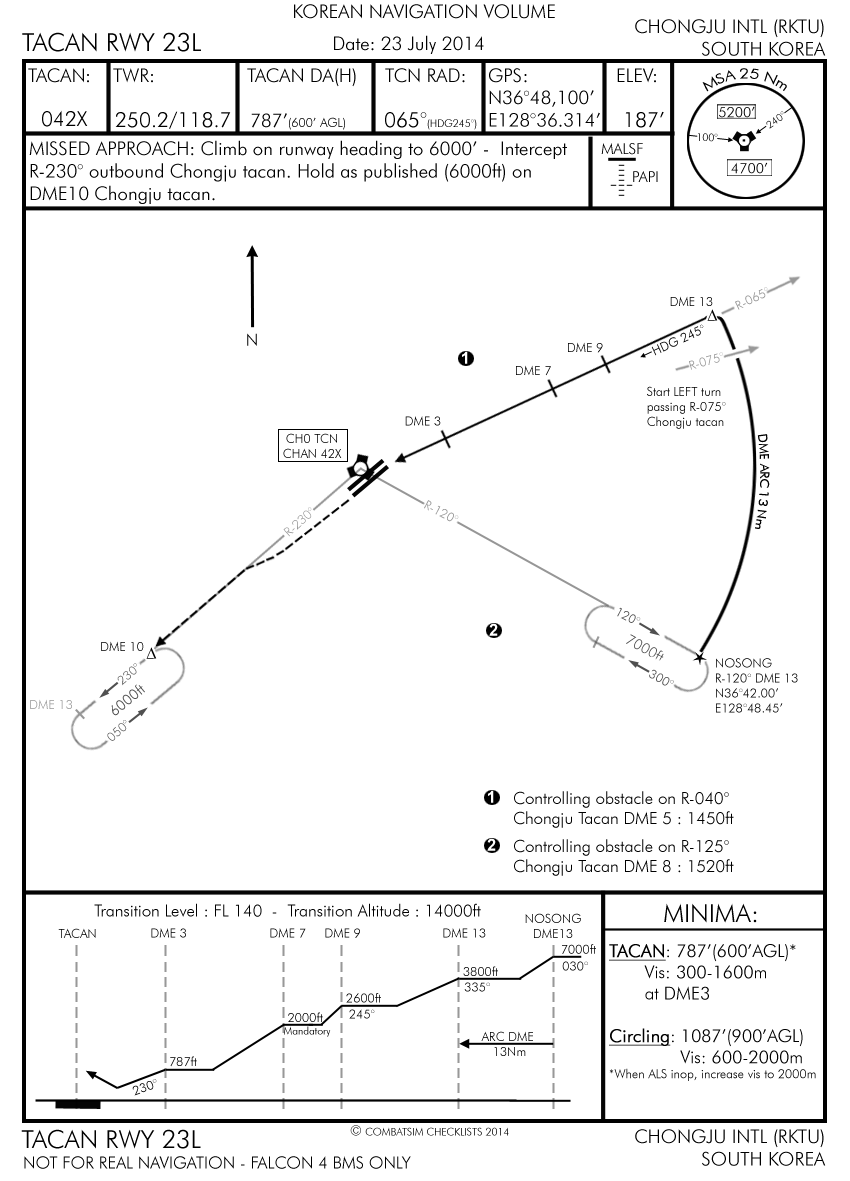 KOREAN NAVIGATION VOLUME
TACAN RWY 23L
Date: 23 July 2014
CHONGJU INTL (RKTU)
SOUTH KOREA
TACAN:
042X
TWR:
250.2/118.7
TACAN DA(H)
787'(600' AGL)
TCN RAD:
065°(HDG245°)
GPS:
N36°48,100'
E128°36.314'
ELEV:
187'
MSA 25 Nm
5200'
100°
240°
4700'
MISSED APPROACH: Climb on runway heading to 6000' - Intercept
R-230° outbound Chongju tacan. Hold as published (6000ft) on
DME10 Chongju tacan.
MALSF
PAPI
N
DME 13
R-065°
HDG 245°
R-075°
DME 9
DME 7
DME 3
1
Start LEFT turn
passing R-075°
Chongju tacan
CH0 TCN
CHAN 42X
DME ARC 13 Nm
R-230°
R-120°
2
120°
7000ft
300°
NOSONG
R-120° DME 13
N36°42.00'
E128°48.45'
DME 10
230°
6000ft
050°
DME 13
1 Controlling obstacle on R-040°
Chongju Tacan DME 5 : 1450ft
2 Controlling obstacle on R-125°
Chongju Tacan DME 8 : 1520ft
Transition Level : FL 140 - Transition Altitude : 14000ft
TACAN
DME 3
DME 7
DME 9
DME 13
NOSONG
DME13
7000ft
030°
3800ft
335°
2600ft
245°
2000ft
Mandatory
787ft
230°
ARC DME
13Nm
MINIMA:
TACAN: 787'(600'AGL)*
Vis: 300-1600m
at DME3
Circling: 1087'(900'AGL)
Vis: 600-2000m
*When ALS inop, increase vis to 2000m
TACAN RWY 23L
NOT FOR REAL NAVIGATION - FALCON 4 BMS ONLY
© COMBATSIM CHECKLISTS 2014
CHONGJU INTL (RKTU)
SOUTH KOREA